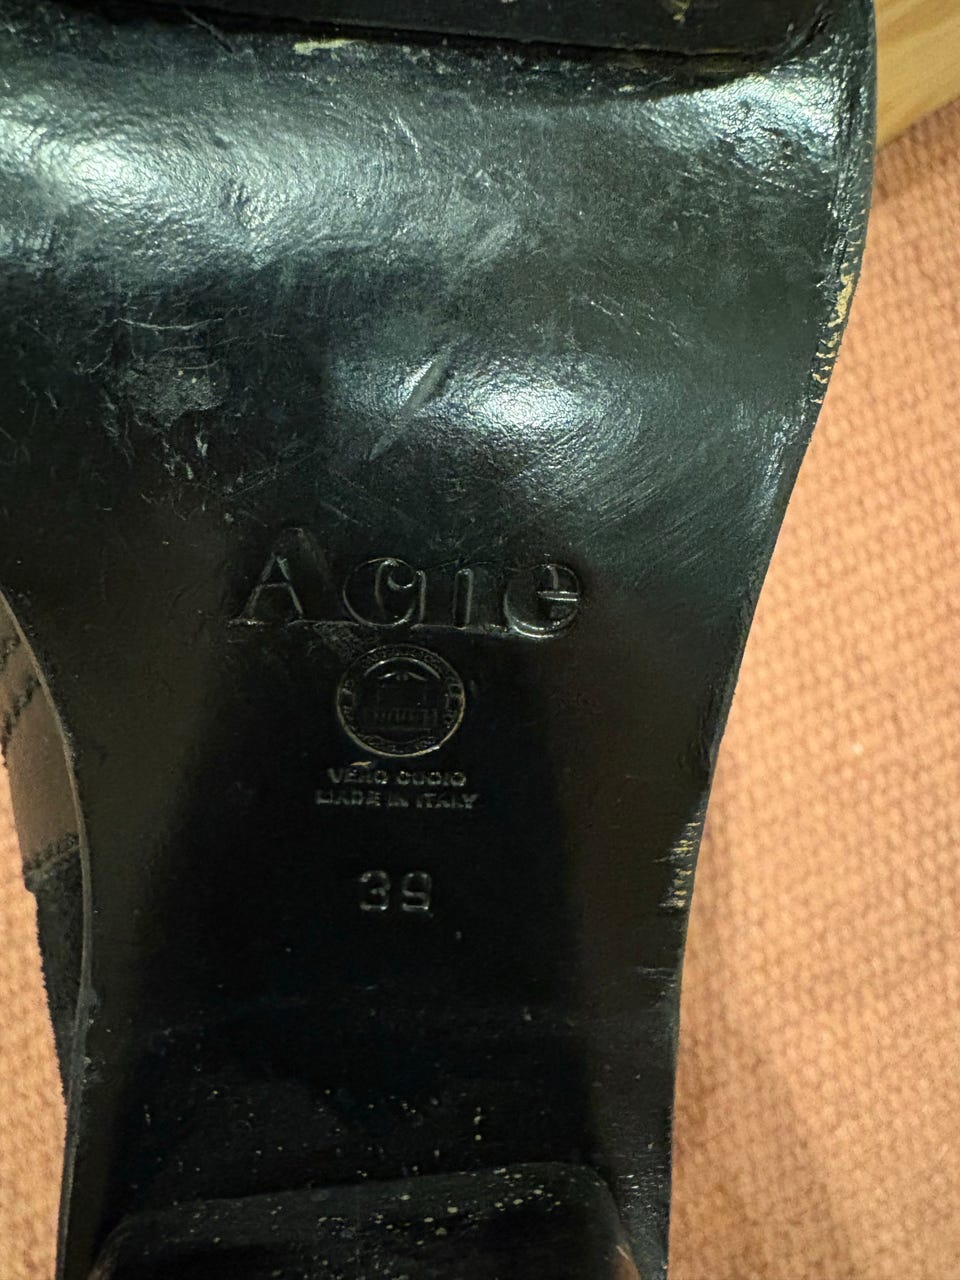 Acne
VERO CUOIO
MADE IN ITALY
39